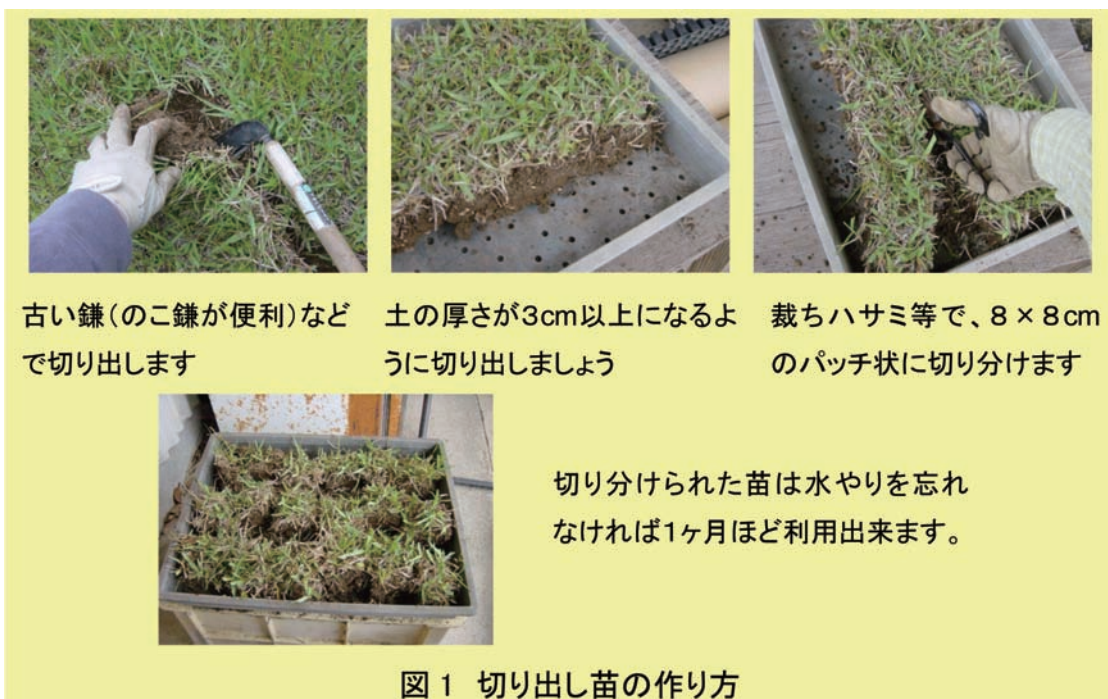 古い鎌(のこ鎌が便利)など
で切り出します
土の厚さが3cm以上になるよ
うに切り出しましょう
裁ちハサミ等で、8×8cm
のパッチ状に切り分けます
切り分けられた苗は水やりを忘れ
なければ1ヶ月ほど利用出来ます。
図1 切り出し苗の作り方